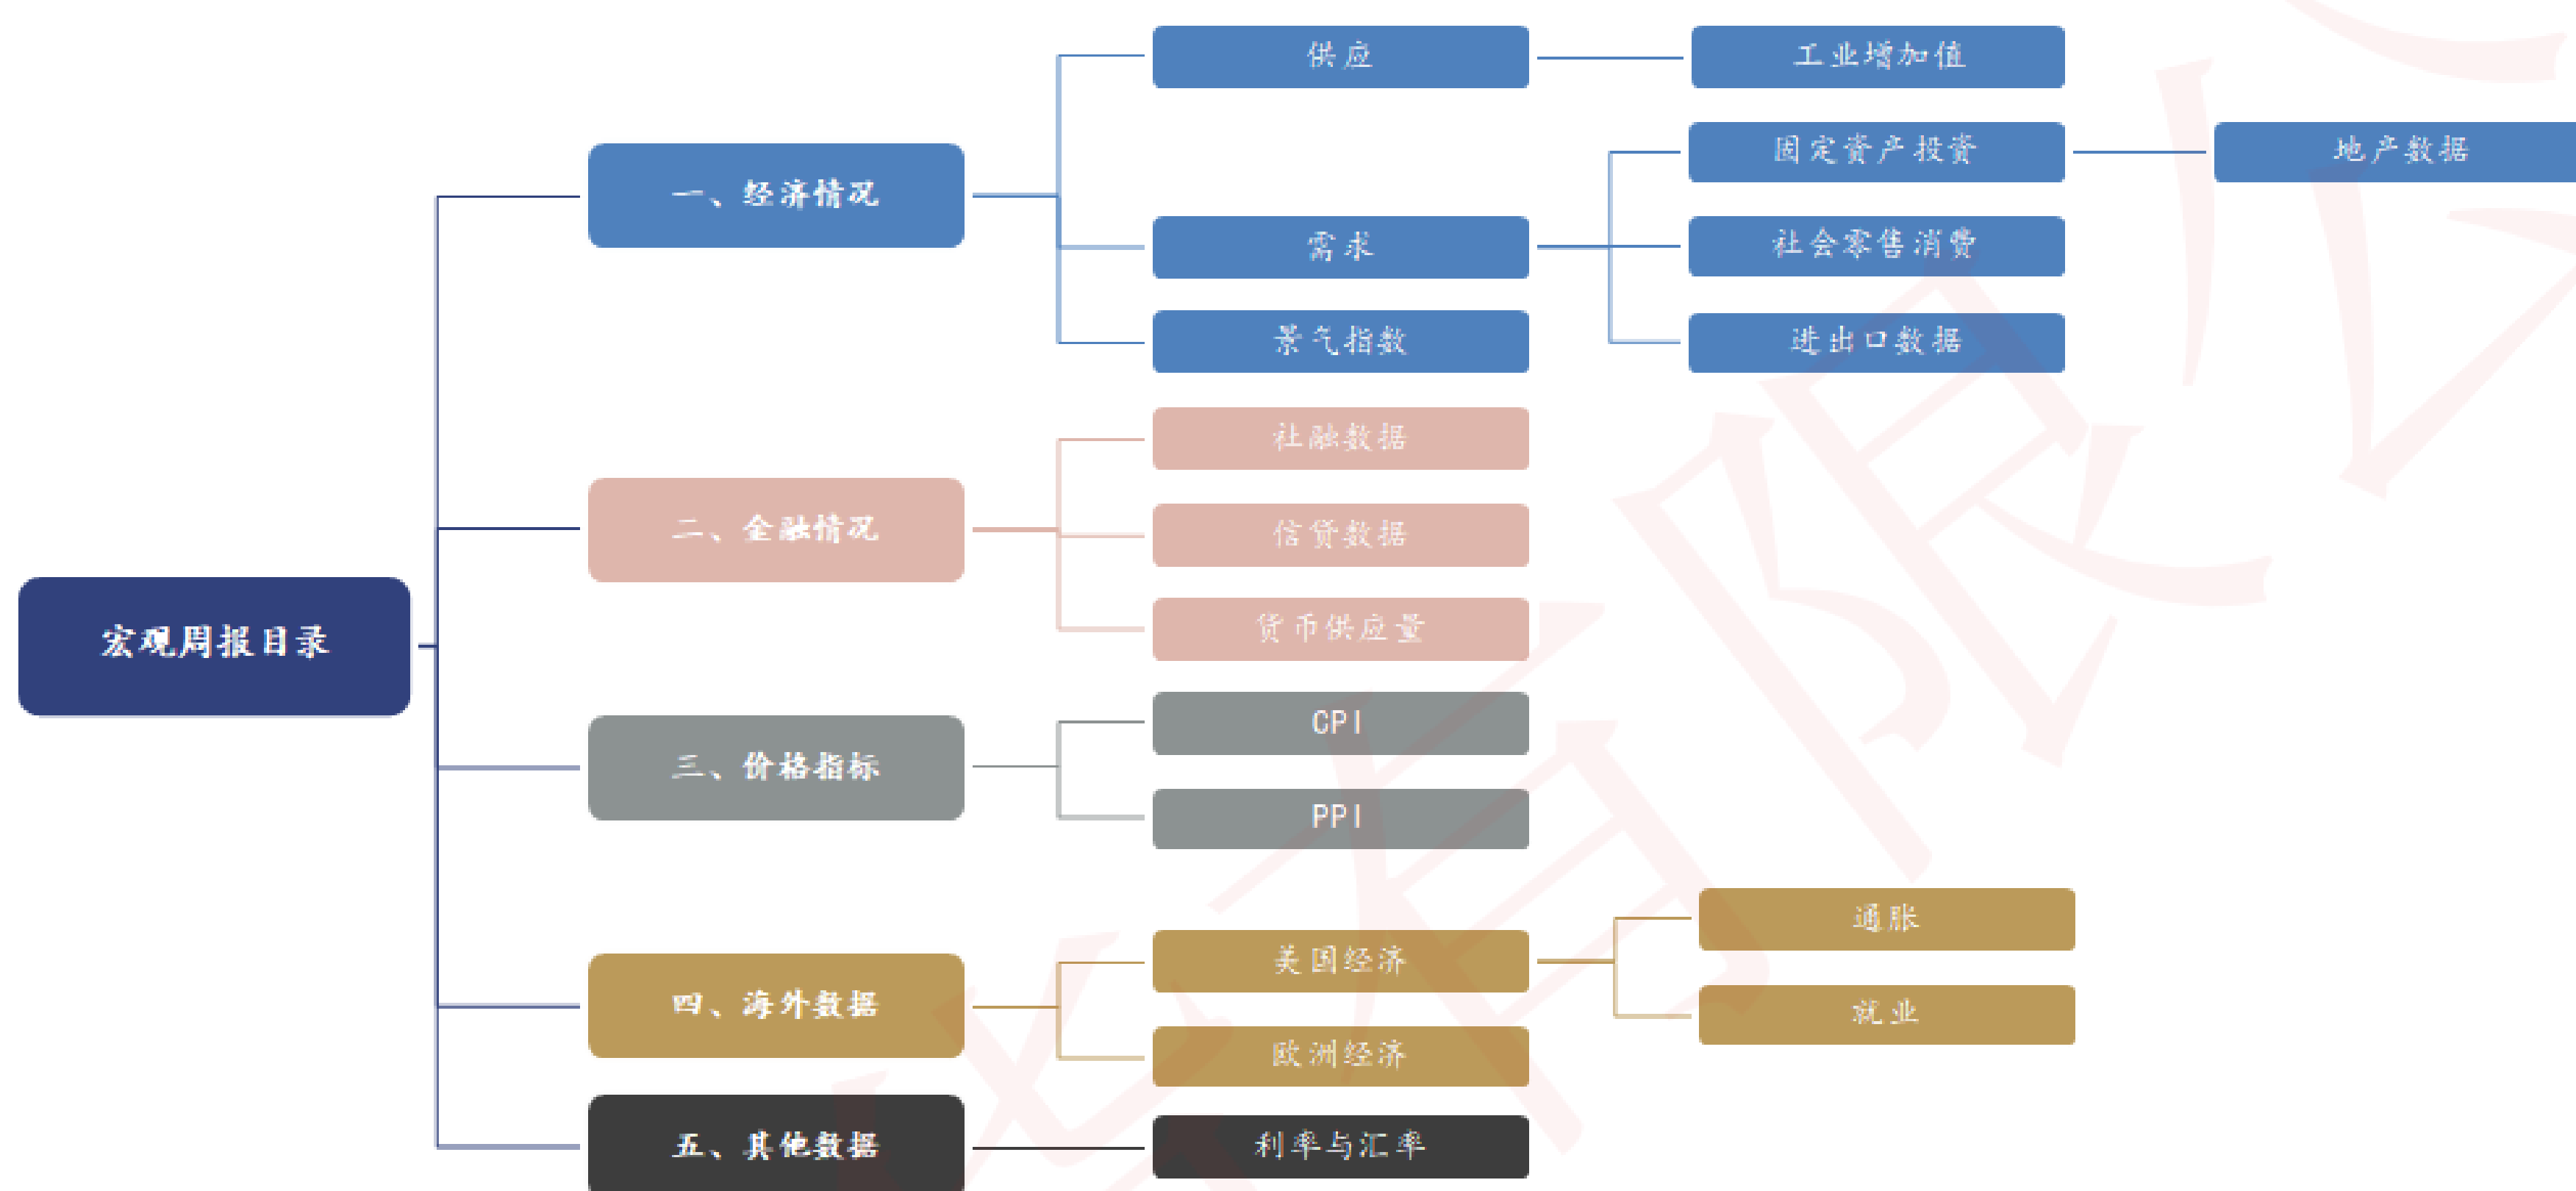 宏观周报目录
一、经济情况
供应
工业增加值
需求
固定资产投资
地产数据
社会零售消费
进出口数据
景气指数
二、金融情况
社融数据
信贷数据
货币供应量
三、价格指标
CPI
PPI
四、海外数据
美国经济
通胀
就业
欧洲经济
五、其他数据
利率与汇率
有限公